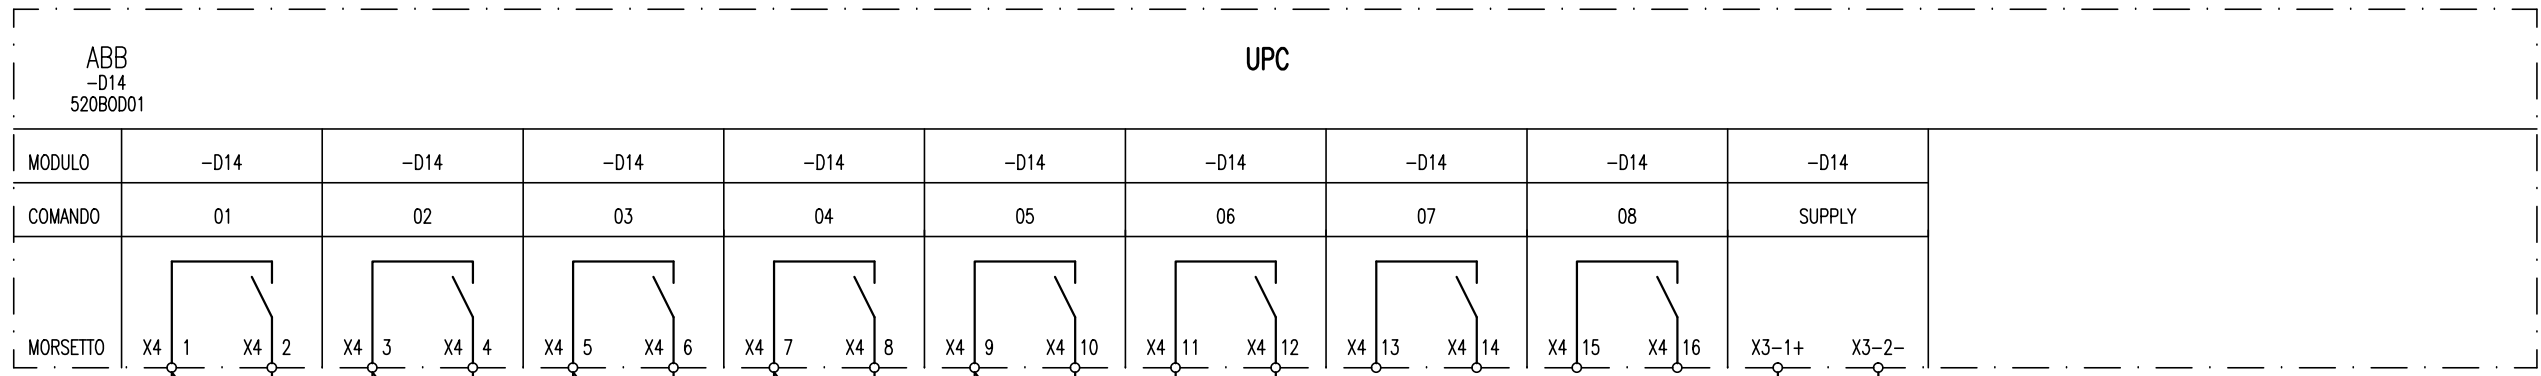 UPC
ABB
-D14
520BOD01
MODULO -D14 -D14 -D14 -D14 -D14 -D14 -D14 -D14 -D14
COMANDO 01 02 03 04 05 06 07 08 SUPPLY
MORSETTO X4 1 X4 2 X4 3 X4 4 X4 5 X4 6 X4 7 X4 8 X4 9 X4 10 X4 11 X4 12 X4 13 X4 14 X4 15 X4 16 X3-1+ X3-2-